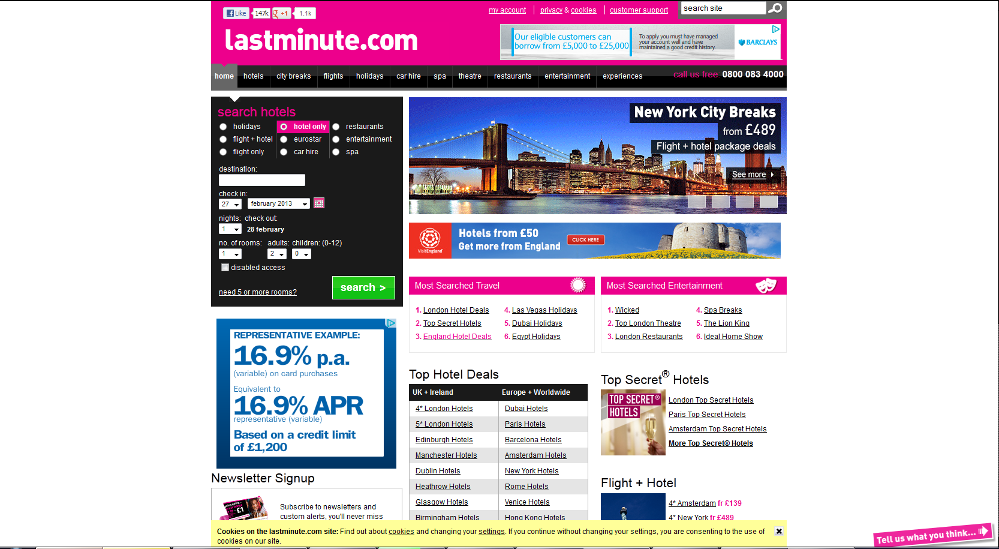 Like 147k +1 1.1k
my account privacy & cookies customer support
search site
lastminute.com
Our eligible customers can
borrow from £5,000 to £25,000
To apply you must have managed
your account well and have
maintained a good credit history.
BARCLAYS
home hotels city breaks flights holidays car hire spa theatre restaurants entertainment experiences
call us free: 0800 083 4000
search hotels
holidays hotel only restaurants
flight + hotel eurostar entertainment
flight only car hire spa
destination:
check in:
27 february 2013
nights: check out:
1 28 february
no. of rooms: adults: children: (0-12)
1 2 0
disabled access
need 5 or more rooms?
search >
New York City Breaks
from £489
Flight + hotel package deals
See more
VisitEngland
Hotels from £50
Get more from England
CLICK HERE
Most Searched Travel
1. London Hotel Deals 4. Las Vegas Holidays
2. Top Secret Hotels 5. Dubai Holidays
3. England Hotel Deals 6. Egypt Holidays
Most Searched Entertainment
1. Wicked 4. Spa Breaks
2. Top London Theatre 5. The Lion King
3. London Restaurants 6. Ideal Home Show
REPRESENTATIVE EXAMPLE:
16.9% p.a.
(variable) on card purchases
Equivalent to
16.9% APR
representative (variable)
Based on a credit limit
of £1,200
Newsletter Signup
£1
Subscribe to newsletters and
custom alerts, you'll never miss
Top Hotel Deals
UK + Ireland Europe + Worldwide
4* London Hotels Dubai Hotels
5* London Hotels Paris Hotels
Edinburgh Hotels Barcelona Hotels
Manchester Hotels Amsterdam Hotels
Dublin Hotels New York Hotels
Heathrow Hotels Rome Hotels
Glasgow Hotels Venice Hotels
Birmingham Hotels Hong Kong Hotels
Top Secret® Hotels
TOP SECRET®
HOTELS
London Top Secret Hotels
Paris Top Secret Hotels
Amsterdam Top Secret Hotels
More Top Secret® Hotels
Flight + Hotel
4* Amsterdam fr £139
4* New York fr £489
Cookies on the lastminute.com site: Find out about cookies and changing your settings. If you continue without changing your settings, you are consenting to the use of
cookies on our site.
Tell us what you think...